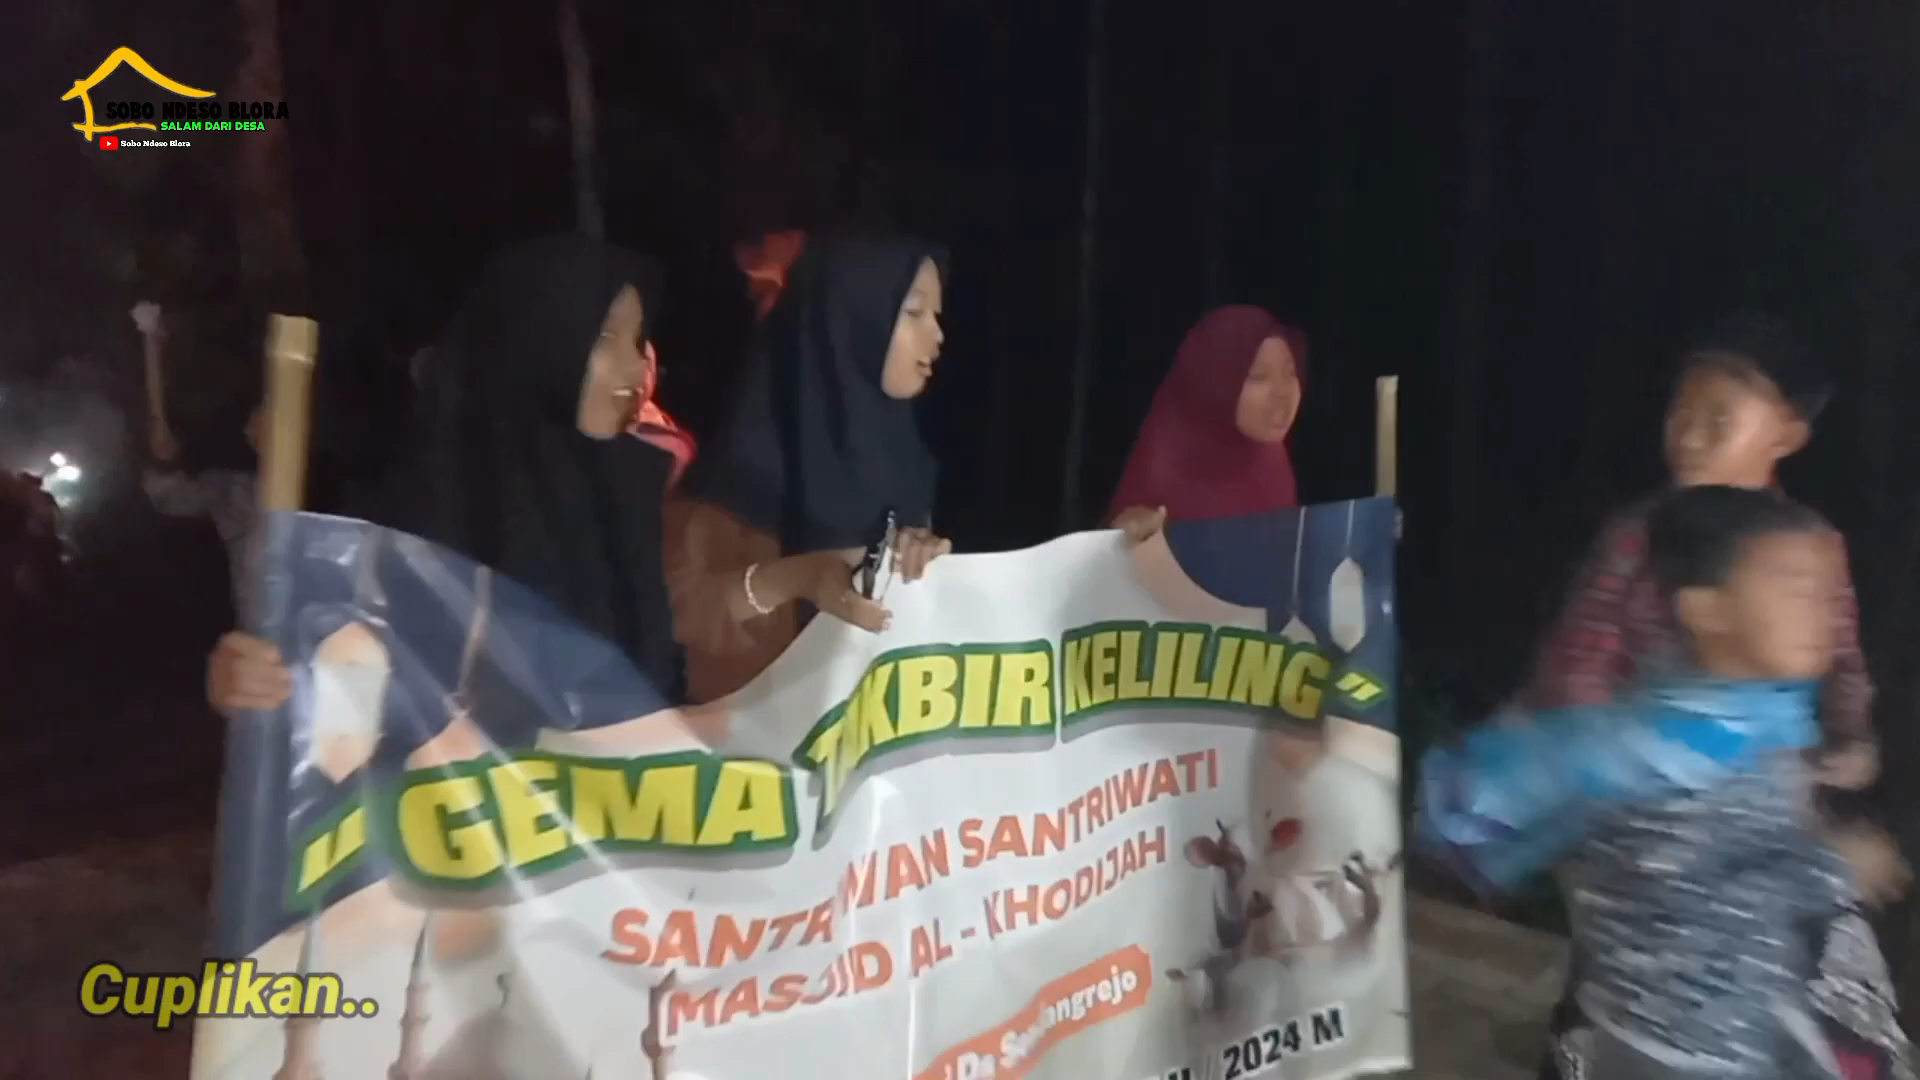 SOBO NDESO BLORA
SALAM DARI DESA
Sobo Ndeso Blora
" GEMA TAKBIR KELILING "
SANTRIWAN SANTRIWATI
MASJID AL - KHODIJAH
2024 M
Cuplikan..